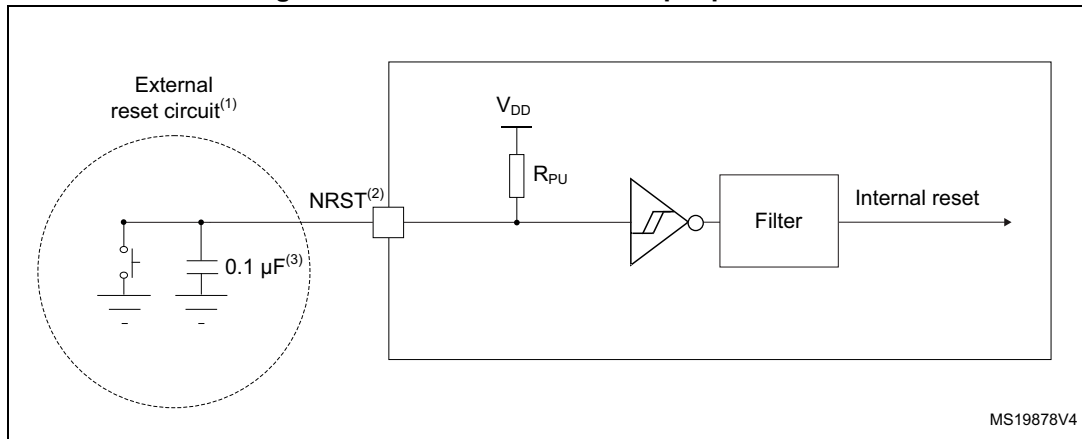 External
reset circuit(1)
VDD
RPU
NRST(2)
Internal reset
Filter
0.1 μF(3)
MS19878V4